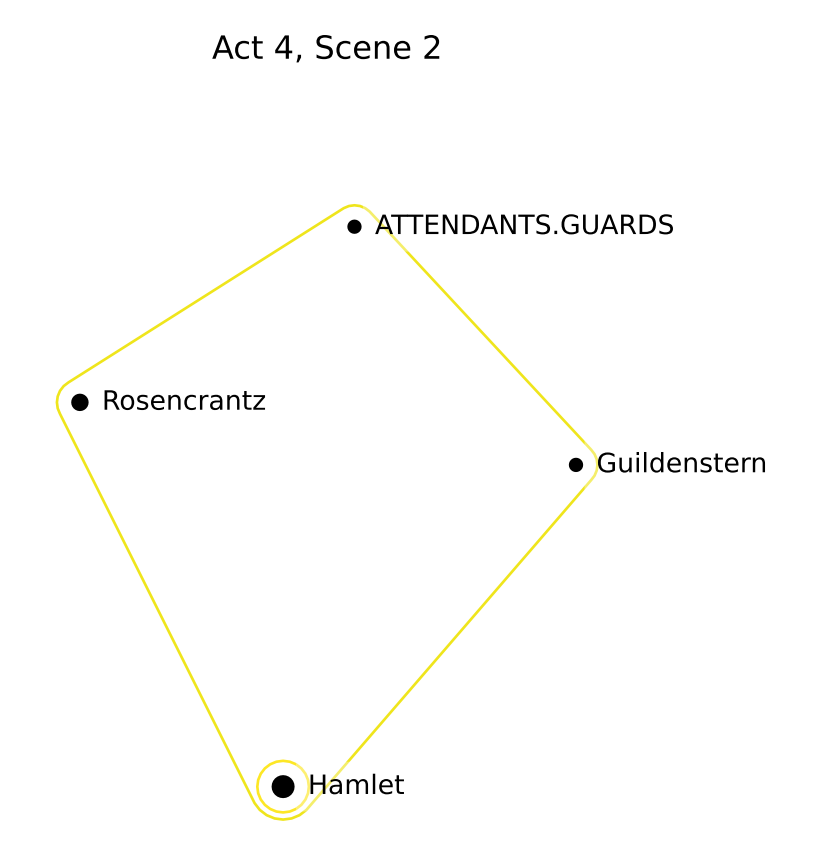 Act 4, Scene 2
ATTENDANTS.GUARDS
Rosencrantz
Guildenstern
Hamlet